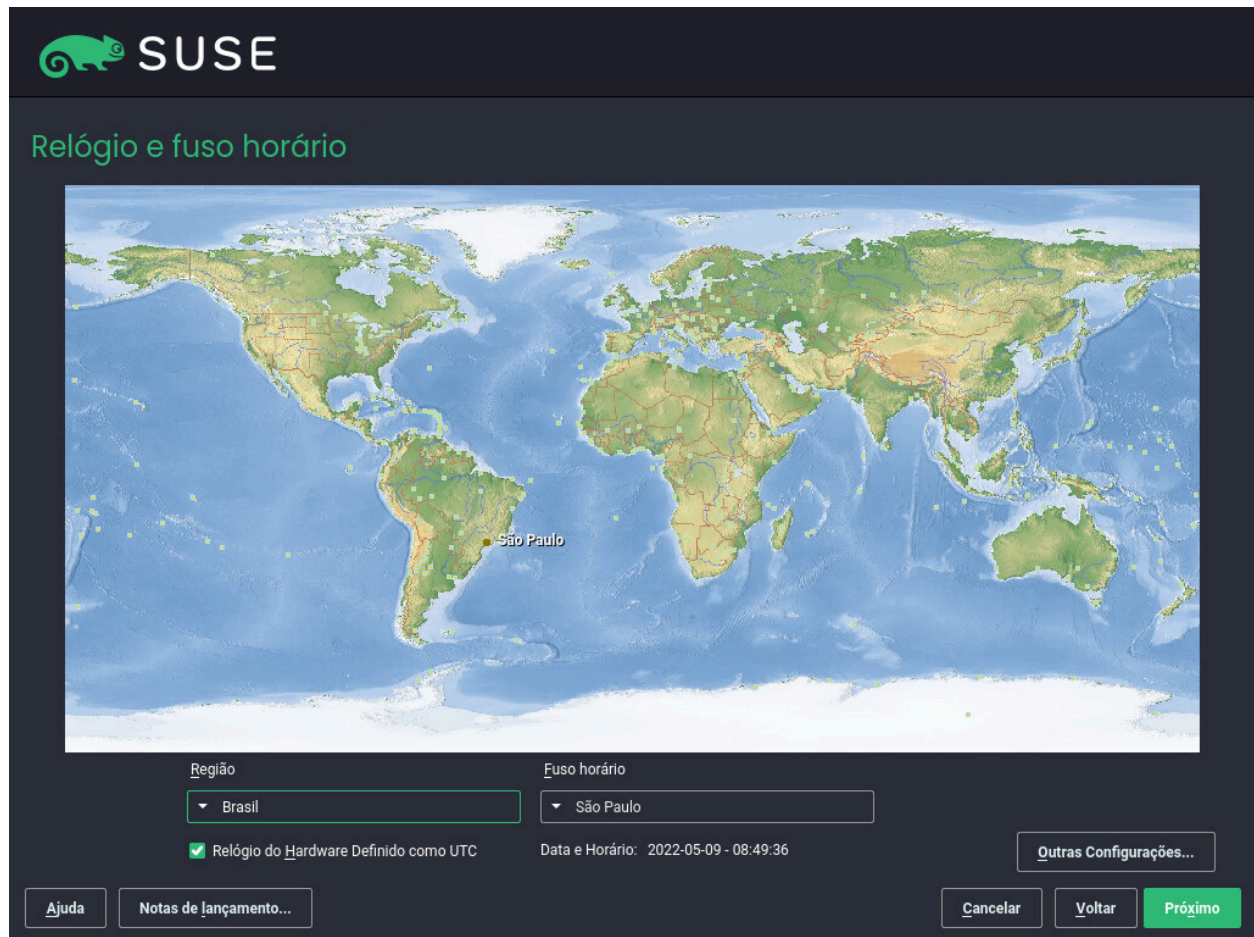 SUSE
Relógio e fuso horário
São Paulo
Região
Fuso horário
Brasil
São Paulo
Relógio do Hardware Definido como UTC
Data e Horário: 2022-05-09 - 08:49:36
Outras Configurações...
Ajuda
Notas de lançamento...
Cancelar
Voltar
Próximo